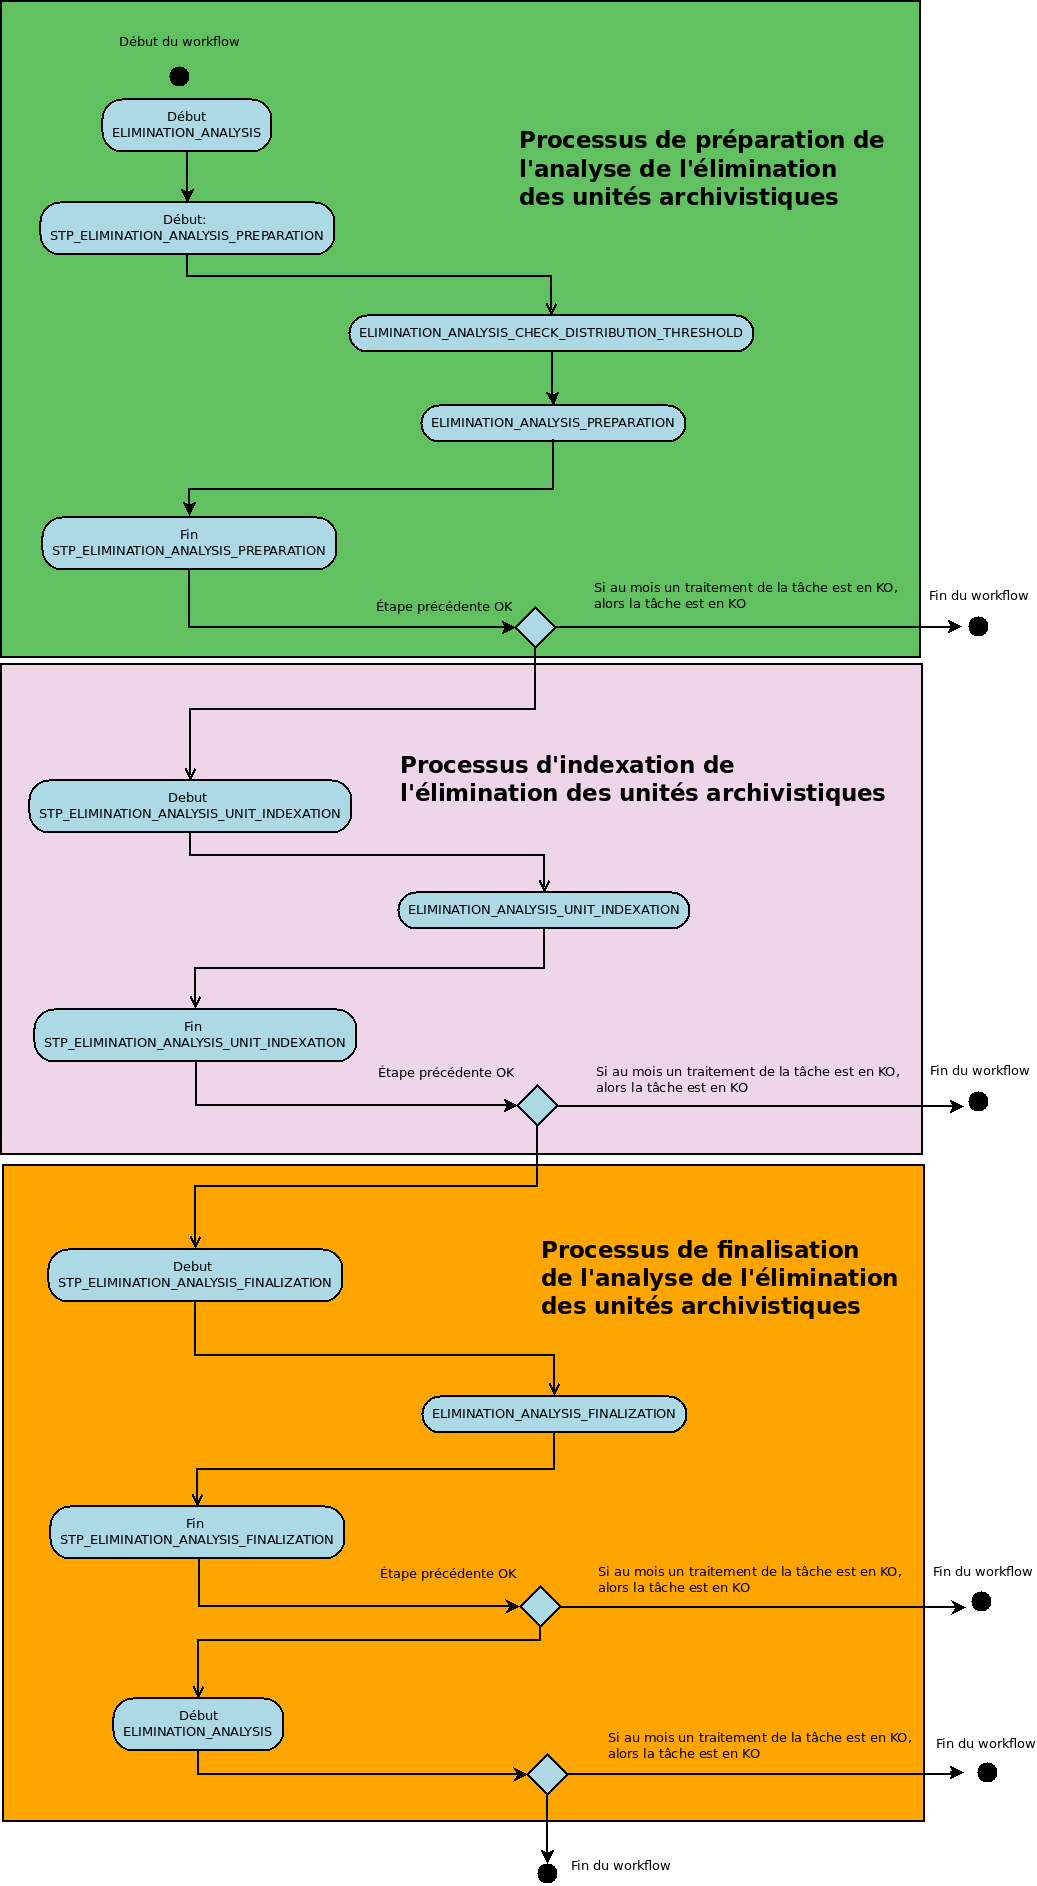 Début du workflow
Début
ELIMINATION_ANALYSIS
Processus de préparation de
l'analyse de l'élimination
des unités archivistiques
Début:
STP_ELIMINATION_ANALYSIS_PREPARATION
ELIMINATION_ANALYSIS_CHECK_DISTRIBUTION_THRESHOLD
ELIMINATION_ANALYSIS_PREPARATION
Fin
STP_ELIMINATION_ANALYSIS_PREPARATION
Étape précédente OK
Si au mois un traitement de la tâche est en KO,
alors la tâche est en KO
Fin du workflow
Processus d'indexation de
l'élimination des unités archivistiques
Debut
STP_ELIMINATION_ANALYSIS_UNIT_INDEXATION
ELIMINATION_ANALYSIS_UNIT_INDEXATION
Fin
STP_ELIMINATION_ANALYSIS_UNIT_INDEXATION
Étape précédente OK
Si au mois un traitement de la tâche est en KO,
alors la tâche est en KO
Fin du workflow
Processus de finalisation
de l'analyse de l'élimination
des unités archivistiques
Debut
STP_ELIMINATION_ANALYSIS_FINALIZATION
ELIMINATION_ANALYSIS_FINALIZATION
Fin
STP_ELIMINATION_ANALYSIS_FINALIZATION
Étape précédente OK
Si au mois un traitement de la tâche est en KO,
alors la tâche est en KO
Fin du workflow
Début
ELIMINATION_ANALYSIS
Si au mois un traitement de la tâche est en KO,
alors la tâche est en KO
Fin du workflow
Fin du workflow